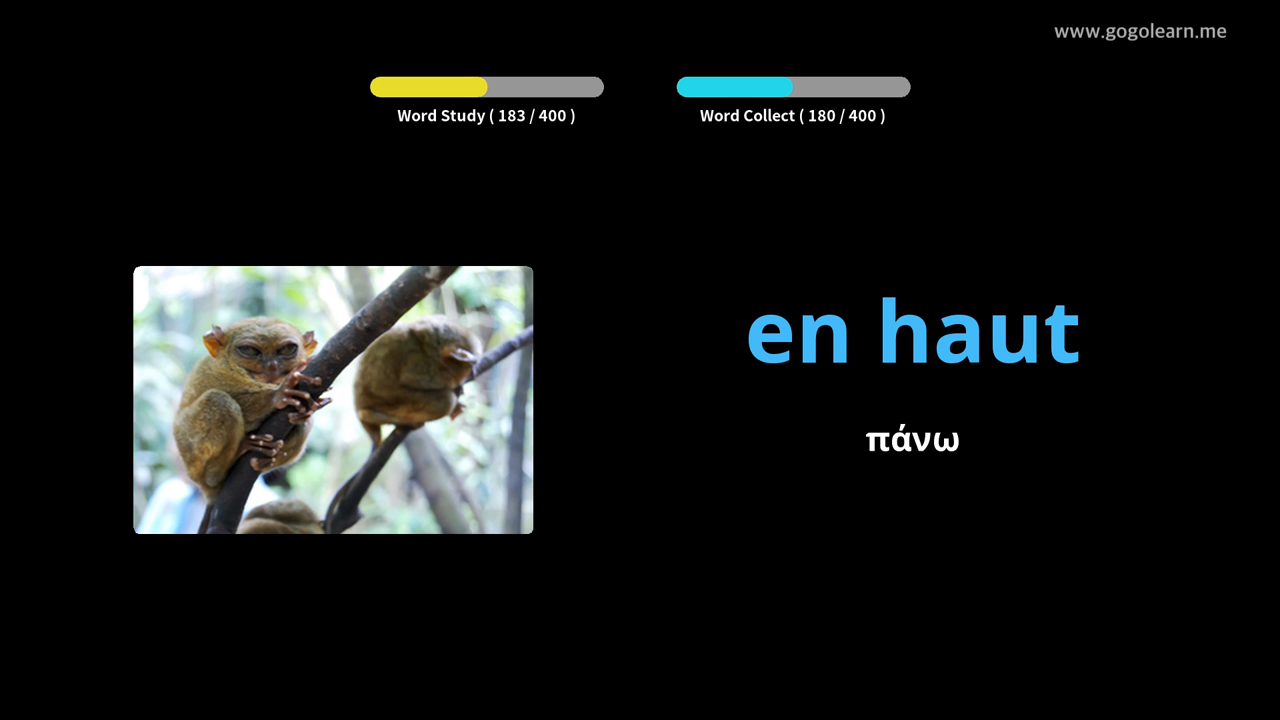 www.gogolearn.me
Word Study ( 183 / 400 )
Word Collect ( 180 / 400 )
en haut
πάνω